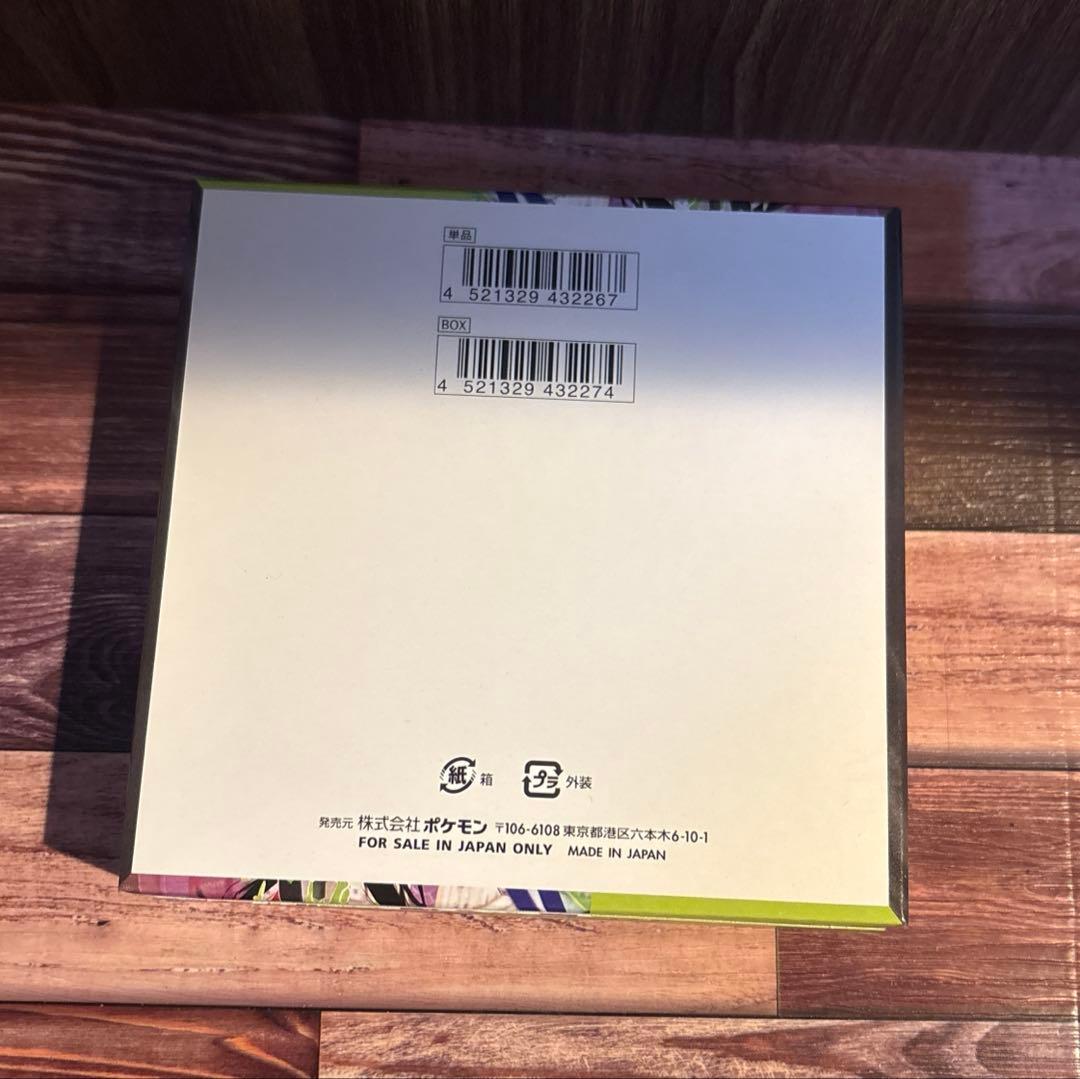 単品
4 521329 432267
BOX
4 521329 432274
紙 箱 プラ 外装
発売元 株式会社ポケモン 〒106-6108 東京都港区六本木6-10-1
FOR SALE IN JAPAN ONLY MADE IN JAPAN